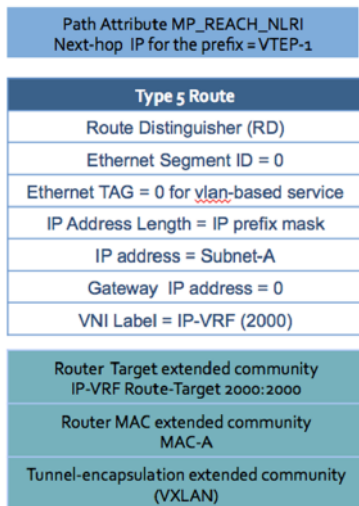 Path Attribute MP_REACH_NLRI
Next-hop IP for the prefix = VTEP-1
Type 5 Route
Route Distinguisher (RD)
Ethernet Segment ID = 0
Ethernet TAG = 0 for vlan-based service
IP Address Length = IP prefix mask
IP address = Subnet-A
Gateway IP address = 0
VNI Label = IP-VRF (2000)
Router Target extended community
IP-VRF Route-Target 2000:2000
Router MAC extended community
MAC-A
Tunnel-encapsulation extended community
(VXLAN)